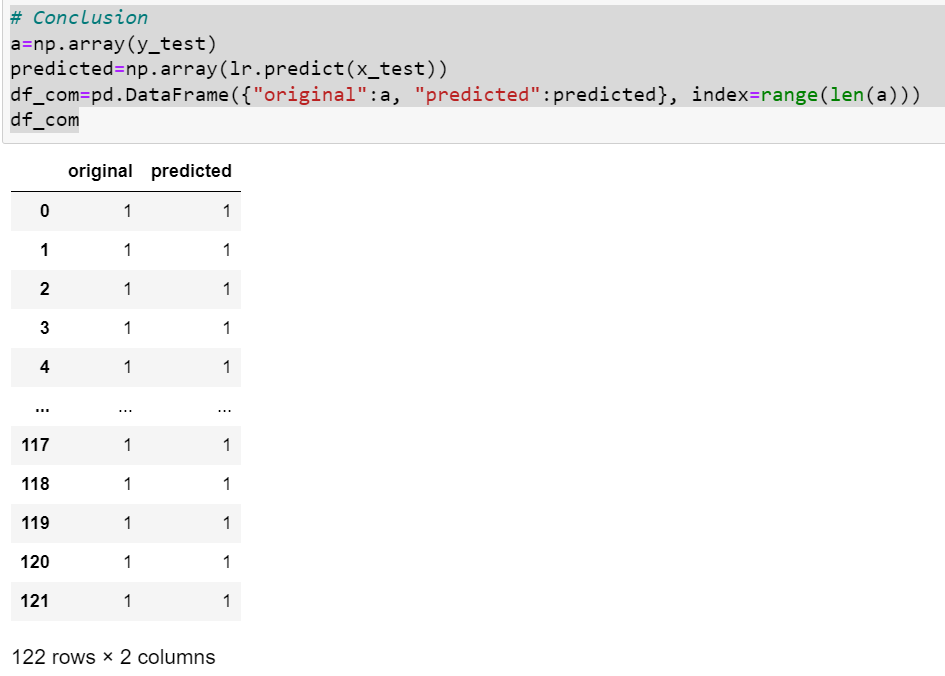 # Conclusion
a=np.array(y_test)
predicted=np.array(lr.predict(x_test))
df_com=pd.DataFrame({"original":a, "predicted":predicted}, index=range(len(a)))
df_com
original predicted
0 1 1
1 1 1
2 1 1
3 1 1
4 1 1
... ... ...
117 1 1
118 1 1
119 1 1
120 1 1
121 1 1
122 rows × 2 columns